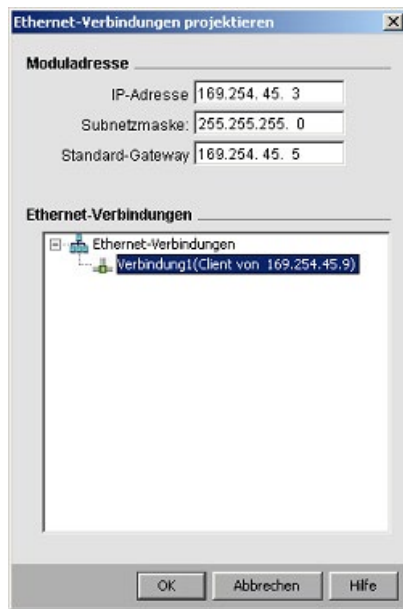 Ethernet-Verbindungen projektieren
Moduladresse
IP-Adresse 169.254. 45. 3
Subnetzmaske: 255.255.255. 0
Standard-Gateway 169.254. 45. 5
Ethernet-Verbindungen
Ethernet-Verbindungen
Verbindung1(Client von 169.254.45.9)
OK Abbrechen Hilfe